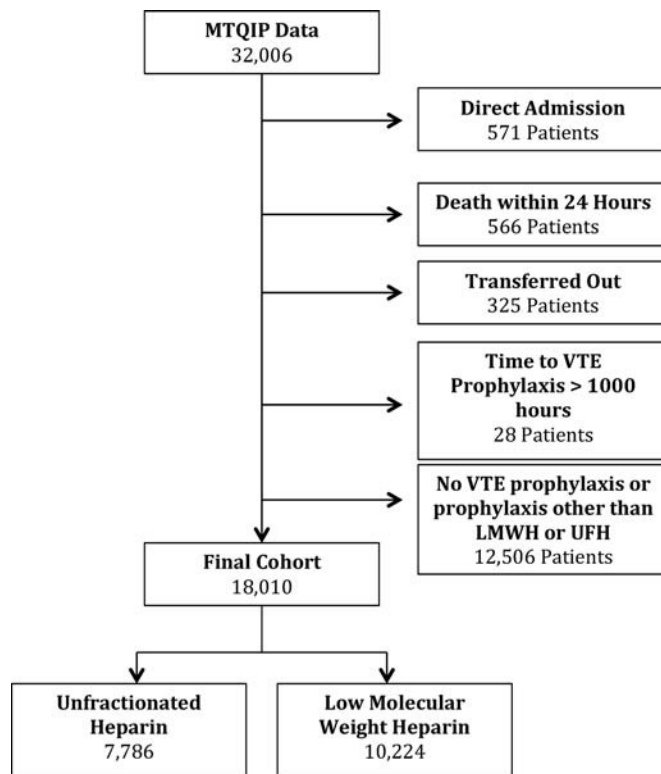 MTQIP Data
32,006
Direct Admission
571 Patients
Death within 24 Hours
566 Patients
Transferred Out
325 Patients
Time to VTE
Prophylaxis > 1000
hours
28 Patients
No VTE prophylaxis or
prophylaxis other than
LMWH or UFH
12,506 Patients
Final Cohort
18,010
Unfractionated
Heparin
7,786
Low Molecular
Weight Heparin
10,224